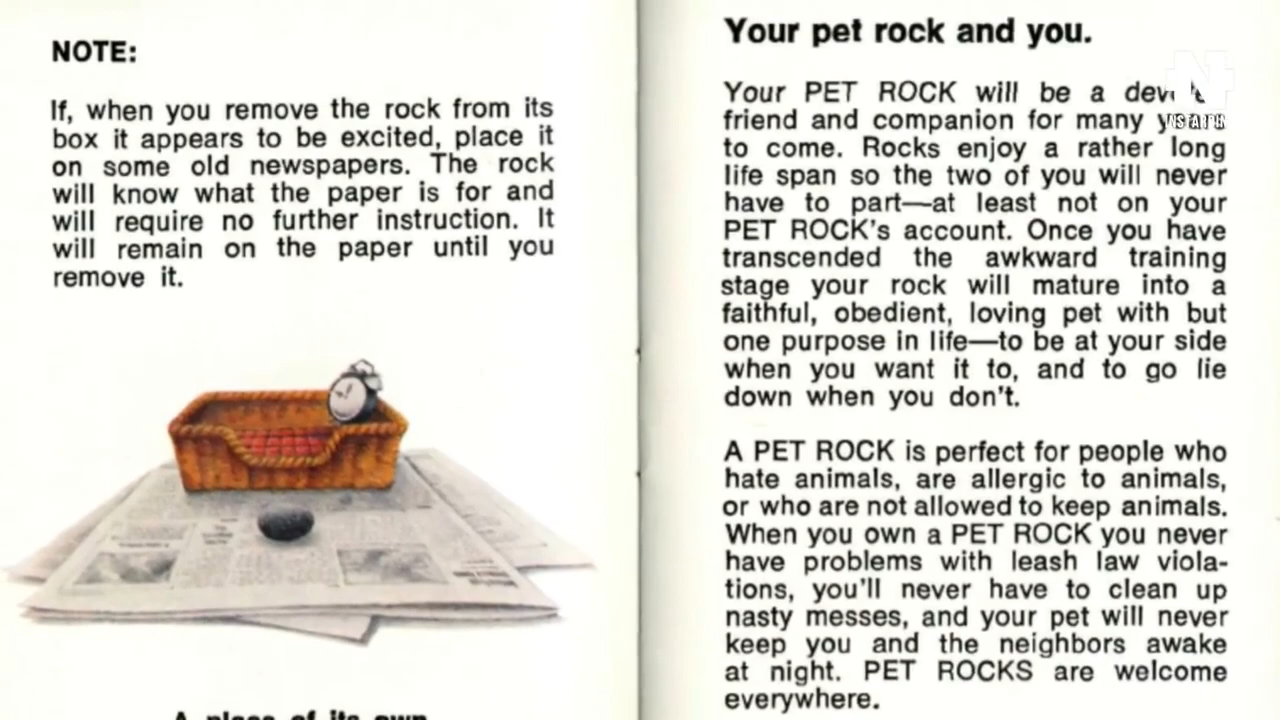 NOTE:
If, when you remove the rock from its
box it appears to be excited, place it
on some old newspapers. The rock
will know what the paper is for and
will require no further instruction. It
will remain on the paper until you
remove it.
A place of its own
Your pet rock and you.
Your PET ROCK will be a
friend and companion for many
to come. Rocks enjoy a rather long
life span so the two of you will never
have to part—at least not on your
PET ROCK's account. Once you have
transcended the awkward training
stage your rock will mature into a
faithful, obedient, loving pet with but
one purpose in life—to be at your side
when you want it to, and to go lie
down when you don't.
A PET ROCK is perfect for people who
hate animals, are allergic to animals,
or who are not allowed to keep animals.
When you own a PET ROCK you never
have problems with leash law viola-
tions, you'll never have to clean up
nasty messes, and your pet will never
keep you and the neighbors awake
at night. PET ROCKS are welcome
everywhere.